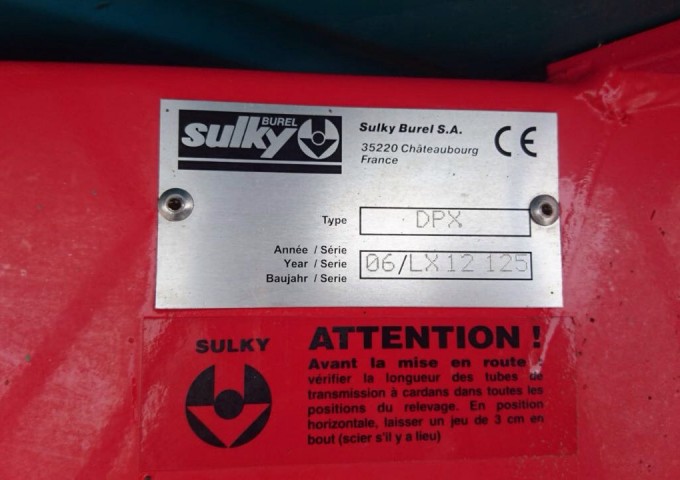 BUREL
sulky
Sulky Burel S.A.
35220 Châteaubourg
France
CE
Type DPX
Année / Série
Year / Serie 06/LX 12 125
Baujahr / Serie
SULKY
ATTENTION !
Avant la mise en route
vérifier la longueur des tubes de
transmission à cardans dans toutes les
positions du relevage. En position
horizontale, laisser un jeu de 3 cm en
bout (scier s'il y a lieu)